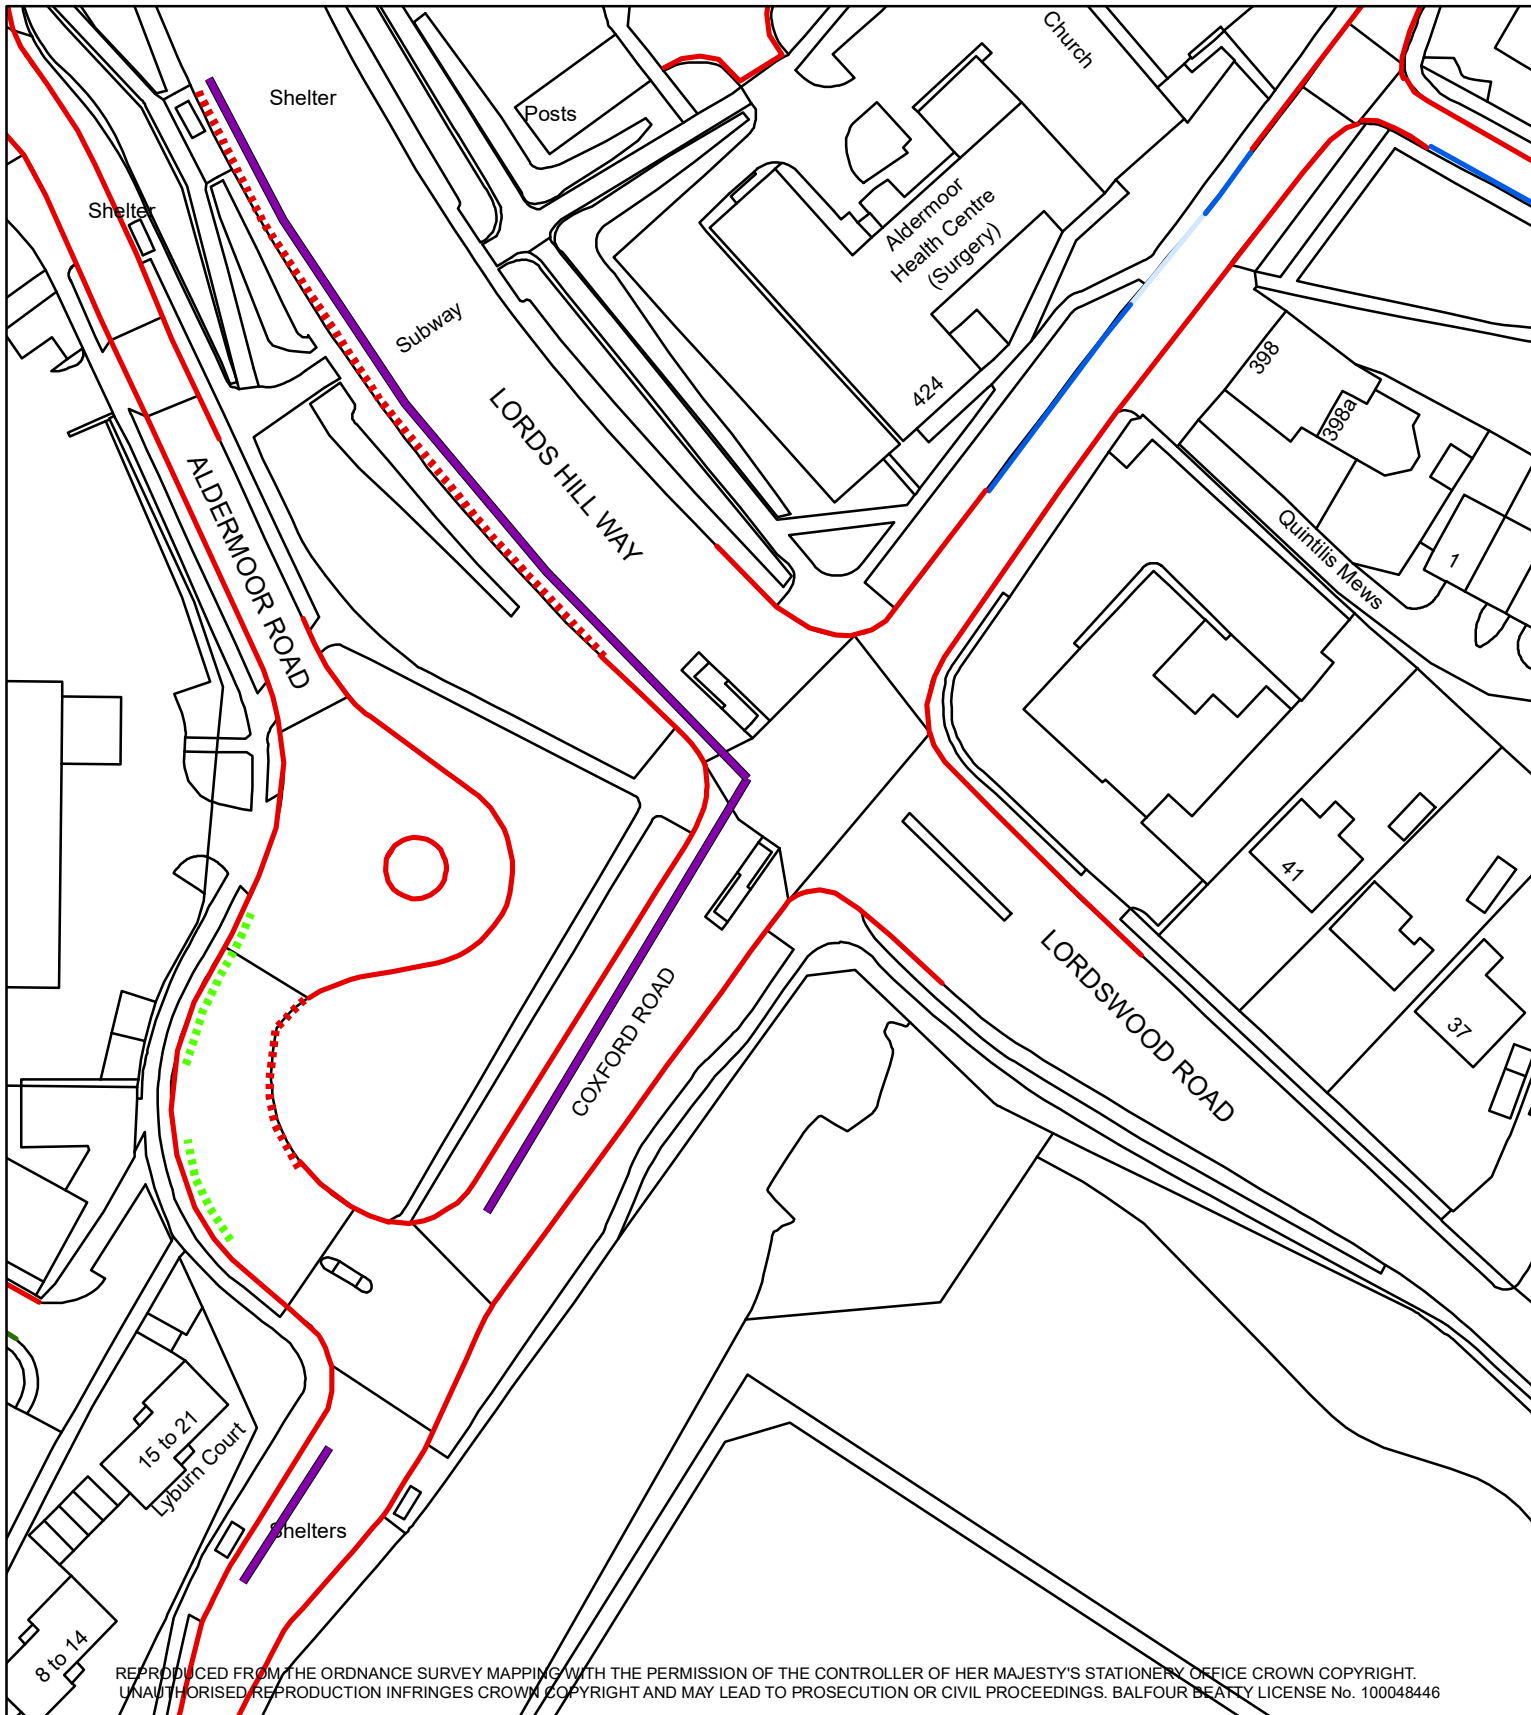 Church
Shelter
Posts
Shelter
Aldermoor
Health Centre
(Surgery)
Subway
LORDS HILL WAY
424
398
398a
ALDERMOOR ROAD
Quintilis Mews
1
41
LORDSWOOD ROAD
37
COXFORD ROAD
15 to 21
Lyburn Court
Shelters
8 to 14
REPRODUCED FROM THE ORDNANCE SURVEY MAPPING WITH THE PERMISSION OF THE CONTROLLER OF HER MAJESTY'S STATIONERY OFFICE CROWN COPYRIGHT.
UNAUTHORISED REPRODUCTION INFRINGES CROWN COPYRIGHT AND MAY LEAD TO PROSECUTION OR CIVIL PROCEEDINGS. BALFOUR BEATTY LICENSE No. 100048446